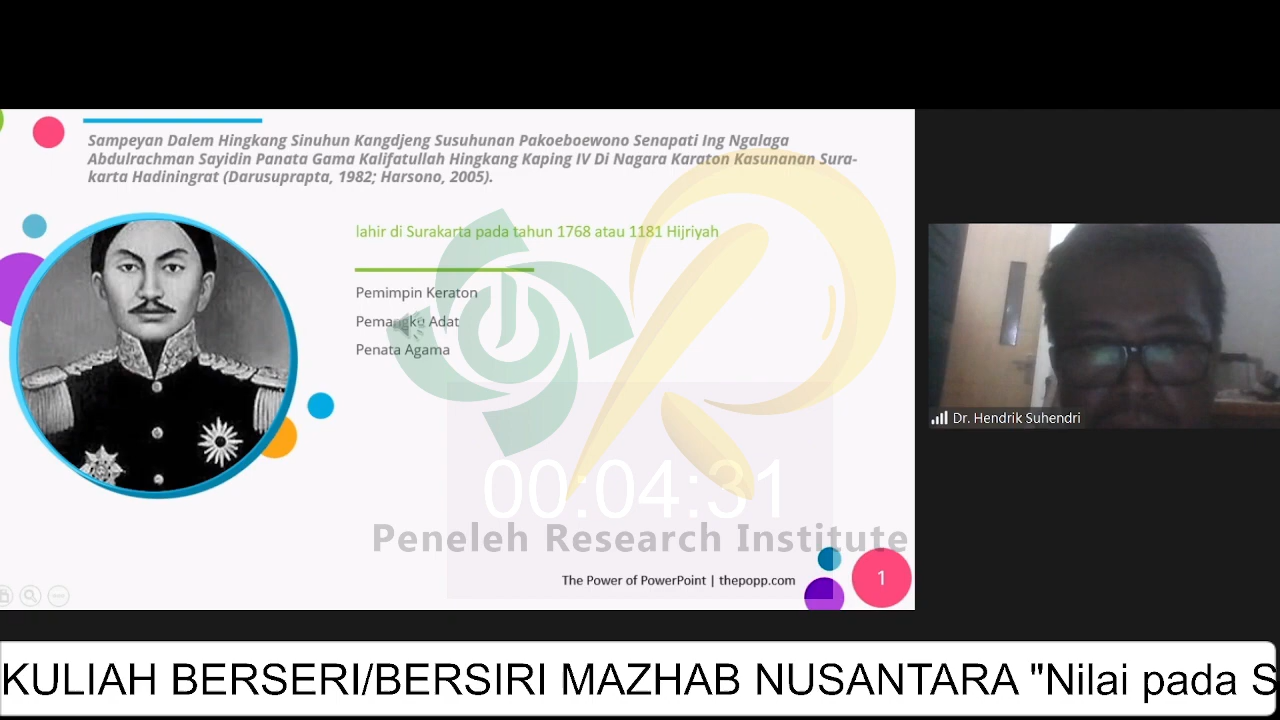 Sampeyan Dalem Hingkang Sinuhun Kangdjeng Susuhunan Pakoeboewono Senapati Ing Ngalaga
Abdulrachman Sayidin Panata Gama Kalifatullah Hingkang Kaping IV Di Nagara Karaton Kasunanan Sura-
karta Hadiningrat (Darusuprapta, 1982; Harsono, 2005).
lahir di Surakarta pada tahun 1768 atau 1181 Hijriyah
Pemimpin Keraton
Pemangku Adat
Penata Agama
00:04:31
Peneleh Research Institute
The Power of PowerPoint | thepopp.com
1
Dr. Hendrik Suhendri
KULIAH BERSERI/BERSIRI MAZHAB NUSANTARA "Nilai pada S